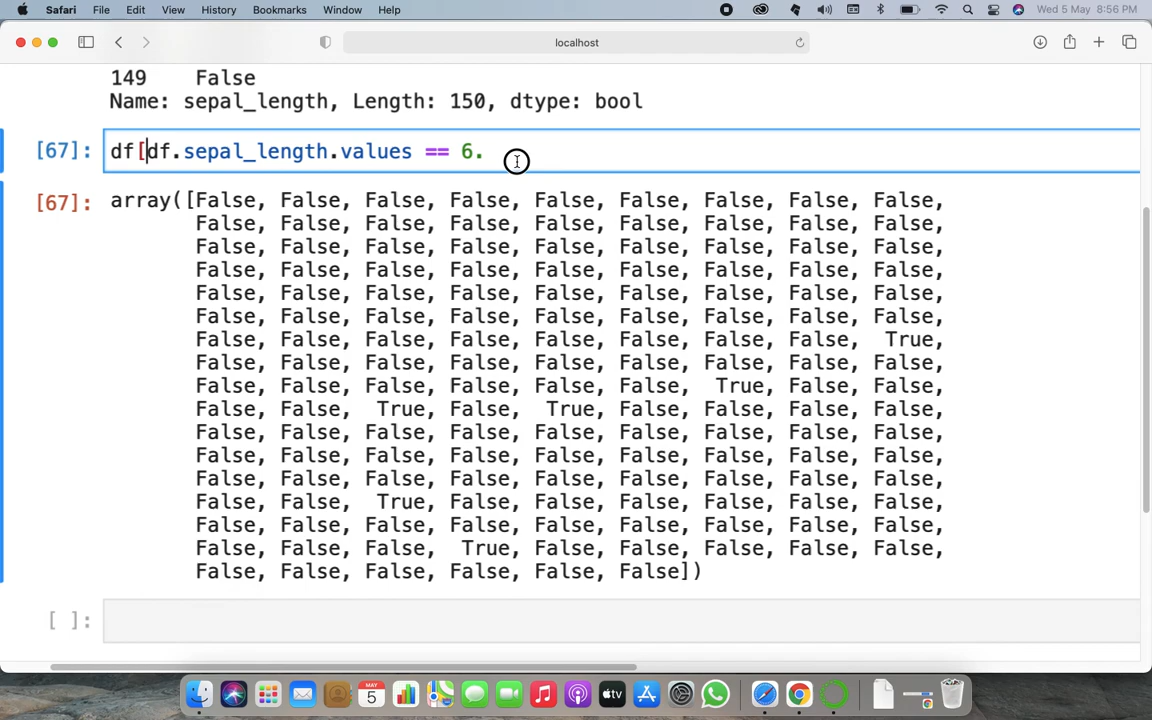 Safari File Edit View History Bookmarks Window Help Wed 5 May 8:56 PM
localhost
149 False
Name: sepal_length, Length: 150, dtype: bool
[67]: df[df.sepal_length.values == 6.
[67]: array([False, False, False, False, False, False, False, False, False,
False, False, False, False, False, False, False, False, False,
False, False, False, False, False, False, False, False, False,
False, False, False, False, False, False, False, False, False,
False, False, False, False, False, False, False, False, False,
False, False, False, False, False, False, False, False, False,
False, False, False, False, False, False, False, False, True,
False, False, False, False, False, False, False, False, False,
False, False, False, False, False, False, True, False, False,
False, False, True, False, True, False, False, False, False,
False, False, False, False, False, False, False, False, False,
False, False, False, False, False, False, False, False, False,
False, False, False, False, False, False, False, False, False,
False, False, True, False, False, False, False, False, False,
False, False, False, False, False, False, False, False, False,
False, False, False, True, False, False, False, False, False,
False, False, False, False, False, False])
[ ]:
MAY
5
tv